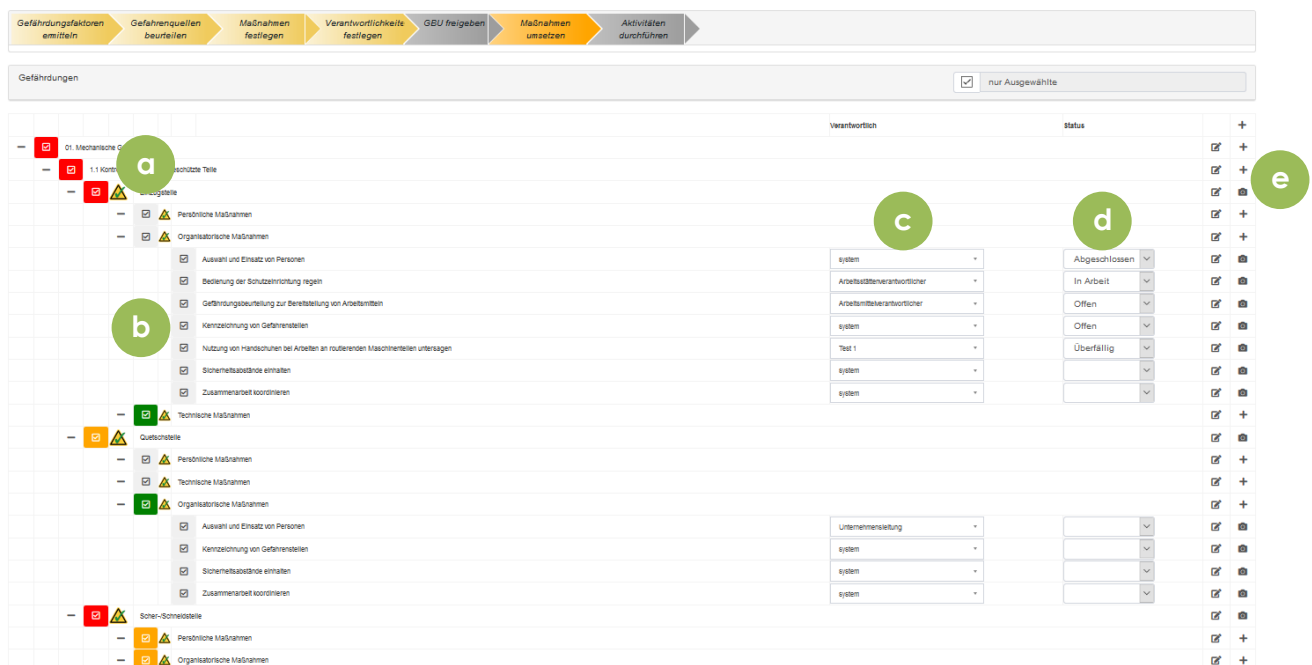 Gefährdungsfaktoren ermitteln
Gefahrenquellen beurteilen
Maßnahmen festlegen
Verantwortlichkeite festlegen
GBU freigeben
Maßnahmen umsetzen
Aktivitäten durchführen
Gefährdungen
nur Ausgewählte
Verantwortlich Status
01. Mechanische G
a
1.1 Kont eschützte Teile
e
gstelle
Persönliche Maßnahmen
c d
Organisatorische Maßnahmen
Auswahl und Einsatz von Personen system Abgeschlossen
Bedienung der Schutzeinrichtung regeln Arbeitsstättenverantwortlicher In Arbeit
Gefährdungsbeurteilung zur Bereitstellung von Arbeitsmitteln Arbeitsmittelverantwortlicher Offen
b
Kennzeichnung von Gefahrenstellen system Offen
Nutzung von Handschuhen bei Arbeiten an routierenden Maschinenteilen untersagen Test 1 Überfällig
Sicherheitsabstände einhalten system
Zusammenarbeit koordinieren system
Technische Maßnahmen
Quetschstelle
Persönliche Maßnahmen
Technische Maßnahmen
Organisatorische Maßnahmen
Auswahl und Einsatz von Personen Unternehmensleitung
Kennzeichnung von Gefahrenstellen system
Sicherheitsabstände einhalten system
Zusammenarbeit koordinieren system
Scher-/Schneidstelle
Persönliche Maßnahmen
Organisatorische Maßnahmen